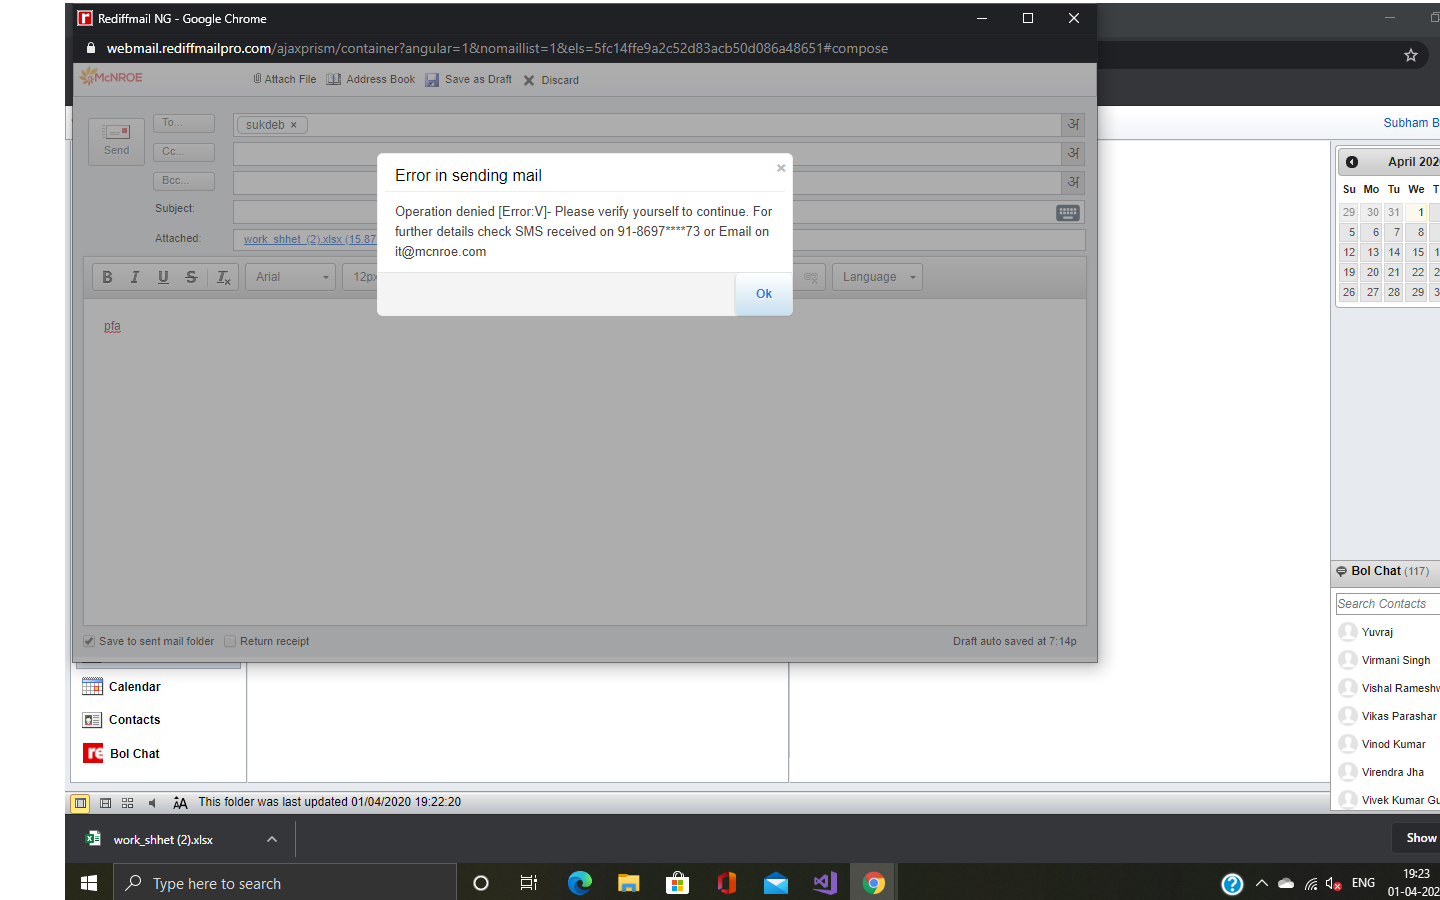 Rediffmail NG - Google Chrome
webmail.rediffmailpro.com/ajaxprism/container?angular=1&nomaillist=1&els=5fc14ffe9a2c52d83acb50d086a48651#compose
McNROE
Attach File Address Book Save as Draft Discard
To... sukdeb × अ
Send
Cc... अ
Bcc... अ
Subject:
Attached: work_shhet (2).xlsx (15.87
B I U S Tx Arial 12px Language
Error in sending mail ×
Operation denied [Error:V]- Please verify yourself to continue. For
further details check SMS received on 91-8697****73 or Email on
it@mcnroe.com
Ok
pfa
Save to sent mail folder Return receipt Draft auto saved at 7:14p
Subham B
April 202
Su Mo Tu We T
29 30 31 1
5 6 7 8
12 13 14 15 1
19 20 21 22 2
26 27 28 29 3
Bol Chat (117)
Search Contacts
Yuvraj
Virmani Singh
Vishal Rameshw
Vikas Parashar
Vinod Kumar
Virendra Jha
Vivek Kumar Gu
Calendar
Contacts
re Bol Chat
AA This folder was last updated 01/04/2020 19:22:20
work_shhet (2).xlsx Show
Type here to search ENG 19:23
01-04-202